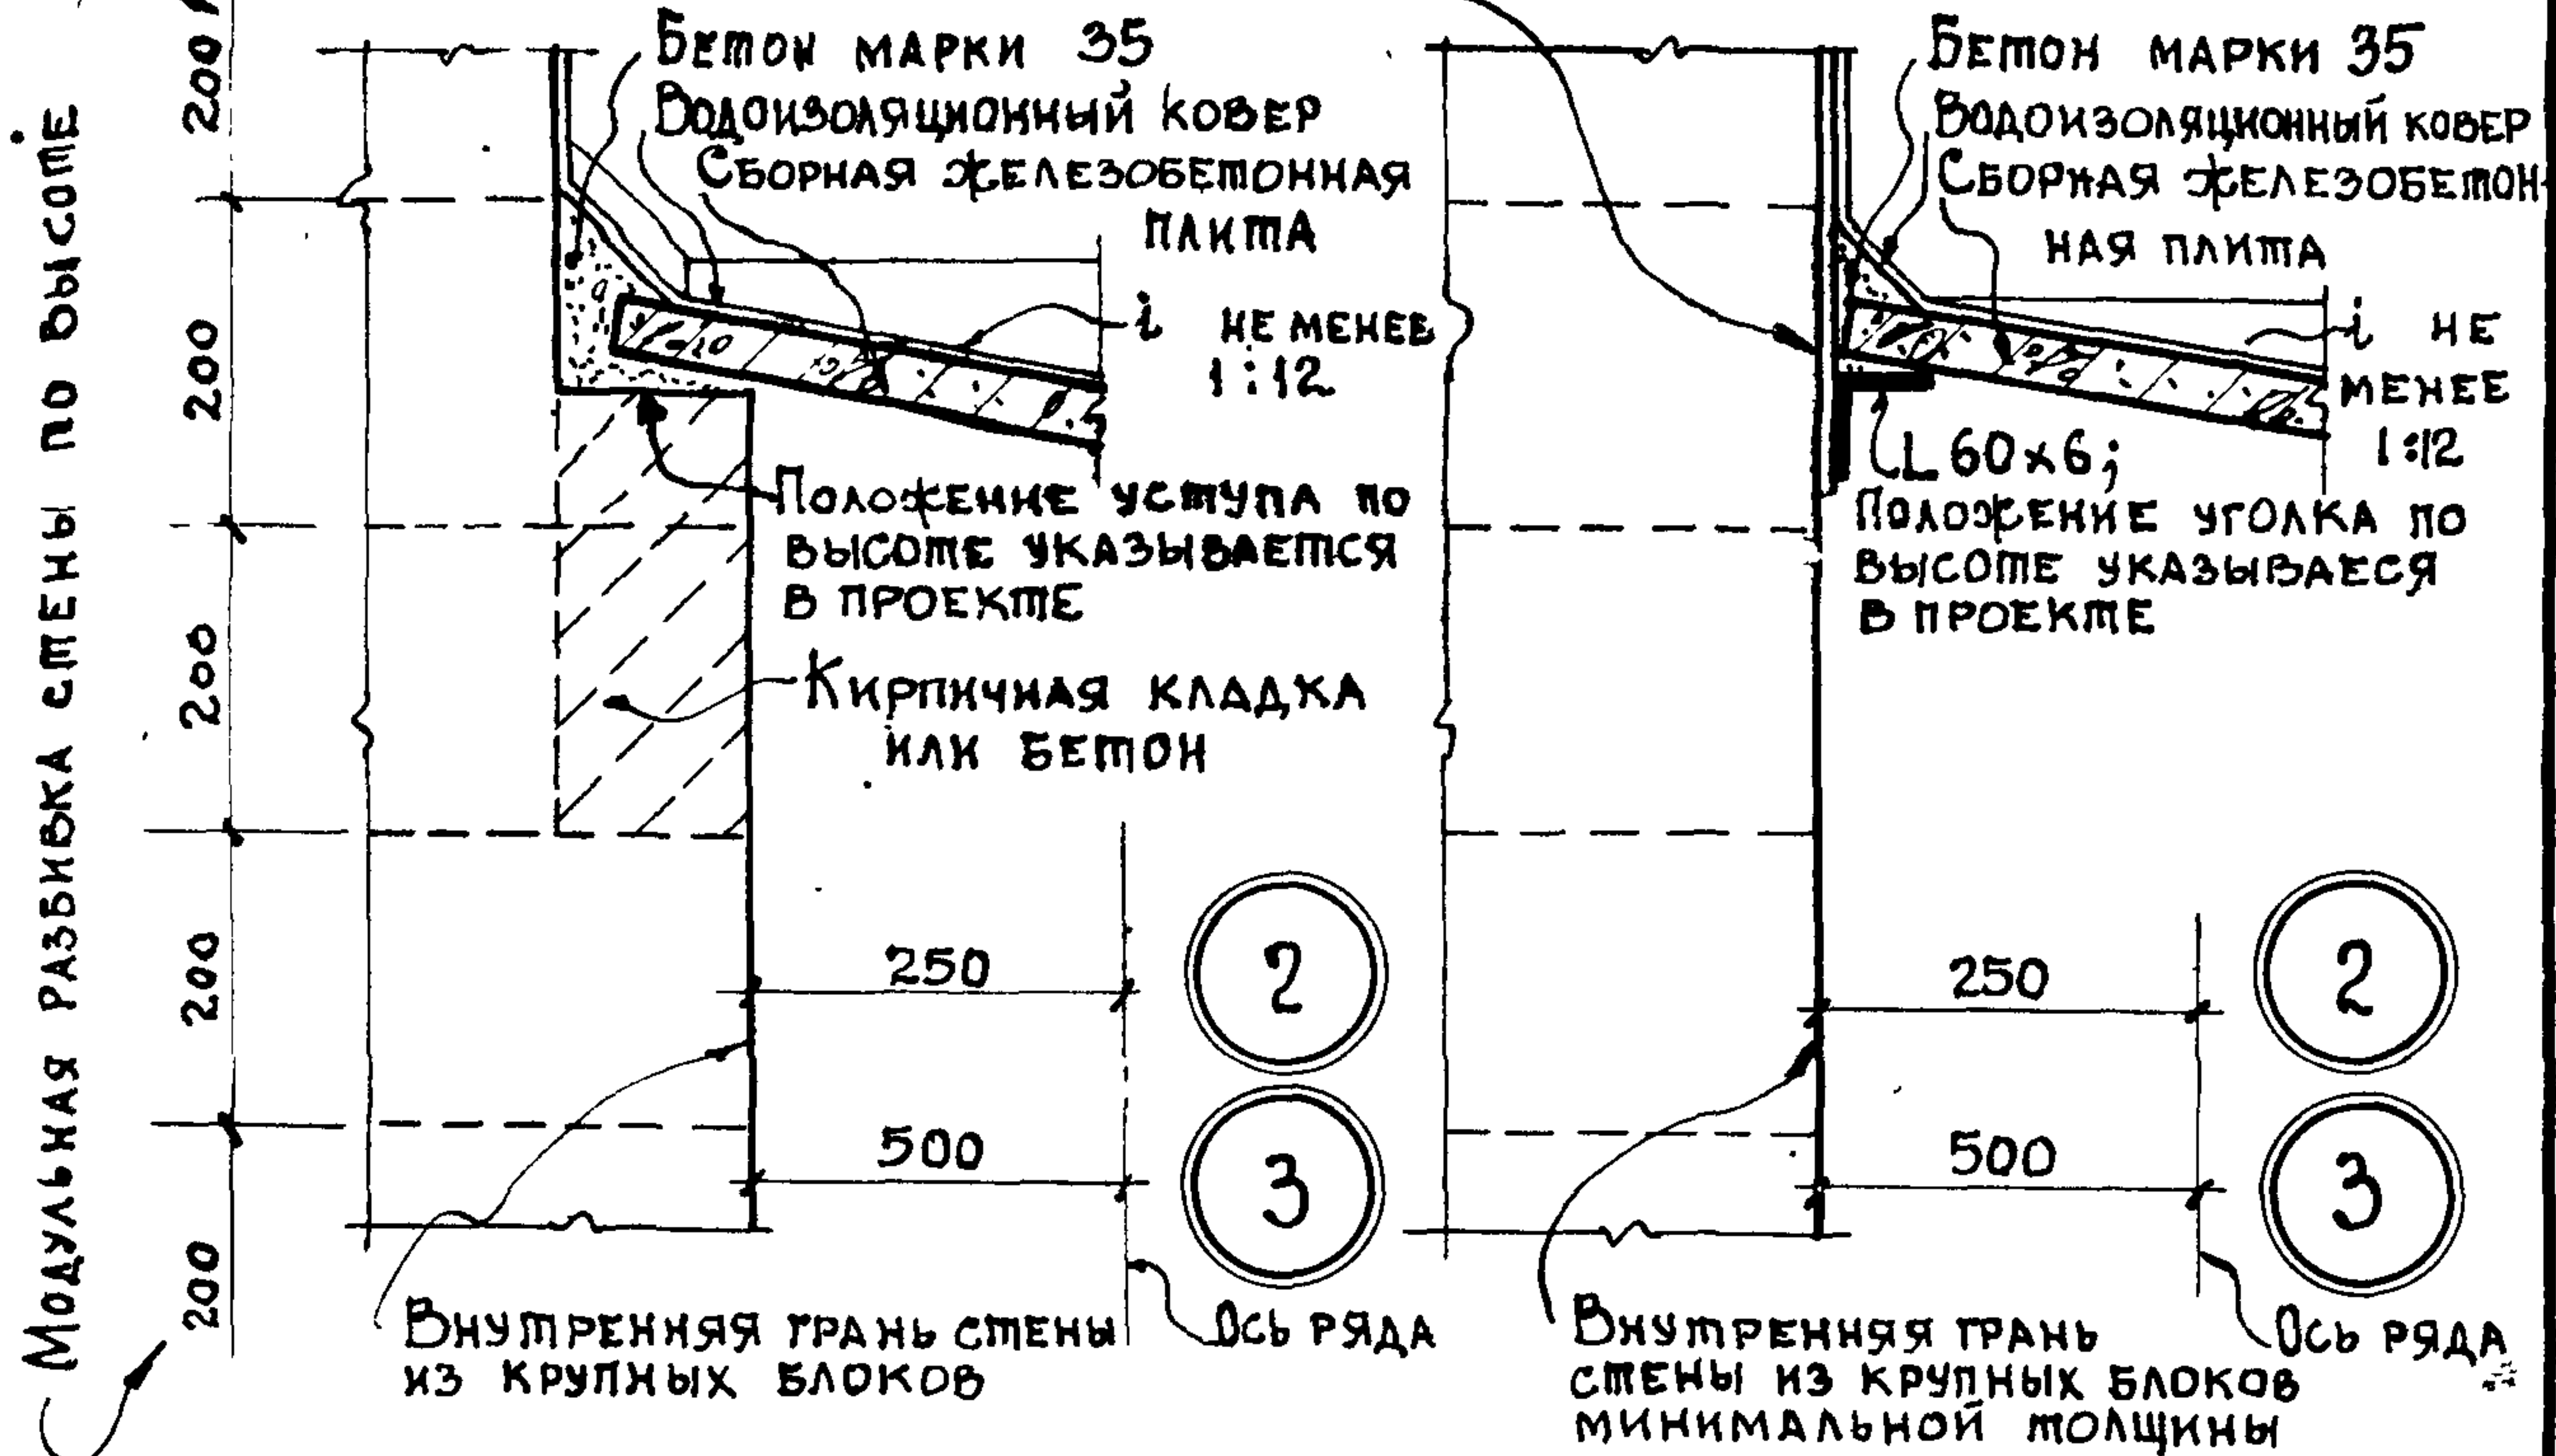 Модульная разбивка стены по высоте
200
200
200
200
200
Бетон марки 35
Водоизоляционный ковер
Сборная железобетонная
плита
i не менее
1:12
Положение уступа по
высоте указывается
в проекте
Кирпичная кладка
или бетон
250
2
500
3
Внутренняя грань стены
из крупных блоков
Ось ряда
Бетон марки 35
Водоизоляционный ковер
Сборная железобетон-
ная плита
i не
менее
1:12
L 60×6;
Положение уголка по
высоте указываеся
в проекте
250
2
500
3
Внутренняя грань
стены из крупных блоков
минимальной толщины
Ось ряда